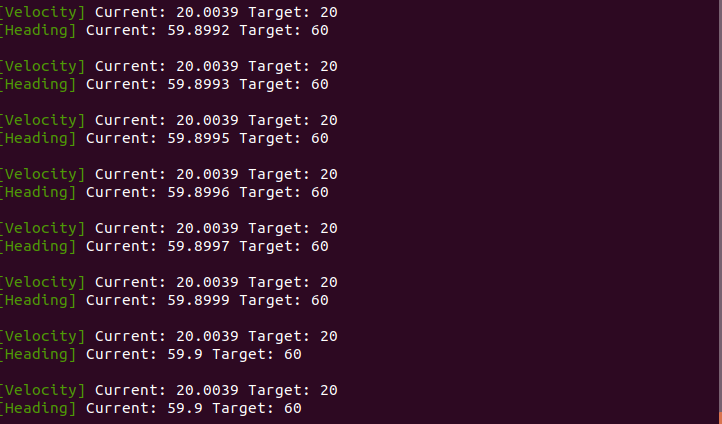 [Velocity] Current: 20.0039 Target: 20
[Heading] Current: 59.8992 Target: 60
[Velocity] Current: 20.0039 Target: 20
[Heading] Current: 59.8993 Target: 60
[Velocity] Current: 20.0039 Target: 20
[Heading] Current: 59.8995 Target: 60
[Velocity] Current: 20.0039 Target: 20
[Heading] Current: 59.8996 Target: 60
[Velocity] Current: 20.0039 Target: 20
[Heading] Current: 59.8997 Target: 60
[Velocity] Current: 20.0039 Target: 20
[Heading] Current: 59.8999 Target: 60
[Velocity] Current: 20.0039 Target: 20
[Heading] Current: 59.9 Target: 60
[Velocity] Current: 20.0039 Target: 20
[Heading] Current: 59.9 Target: 60